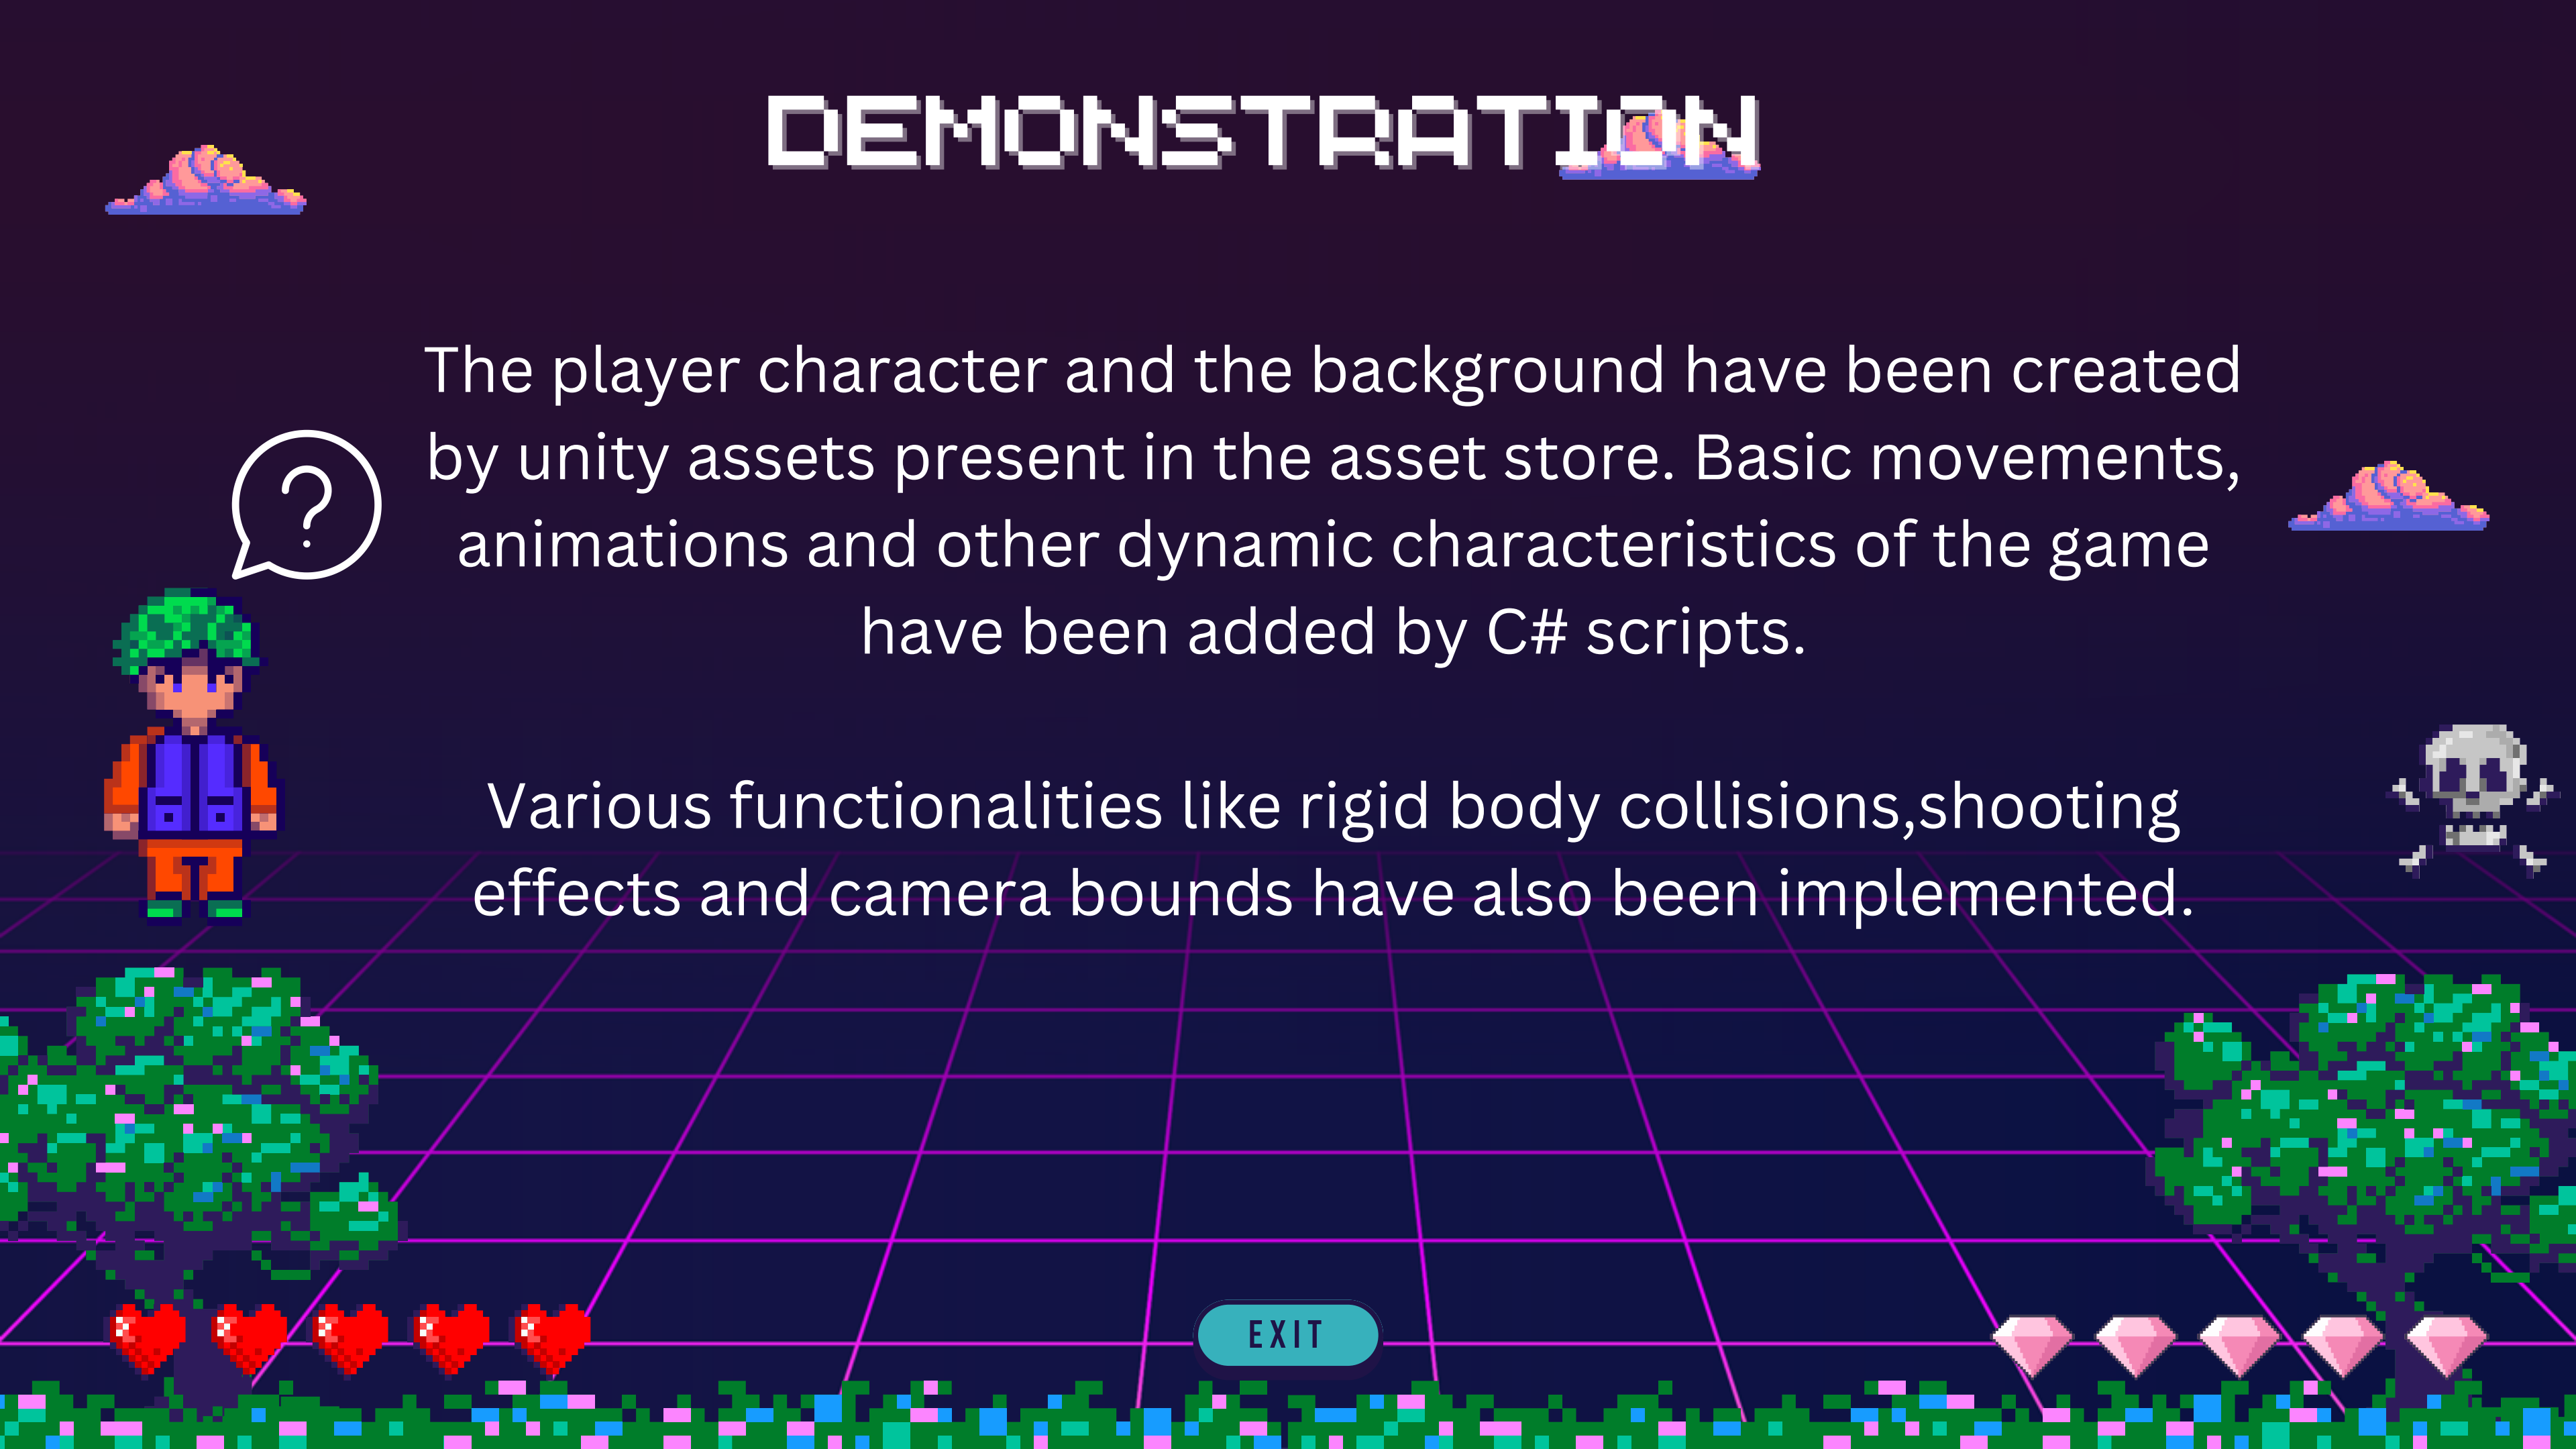 DEMONSTRATION
The player character and the background have been created
by unity assets present in the asset store. Basic movements,
animations and other dynamic characteristics of the game
have been added by C# scripts.
?
Various functionalities like rigid body collisions,shooting
effects and camera bounds have also been implemented.
EXIT